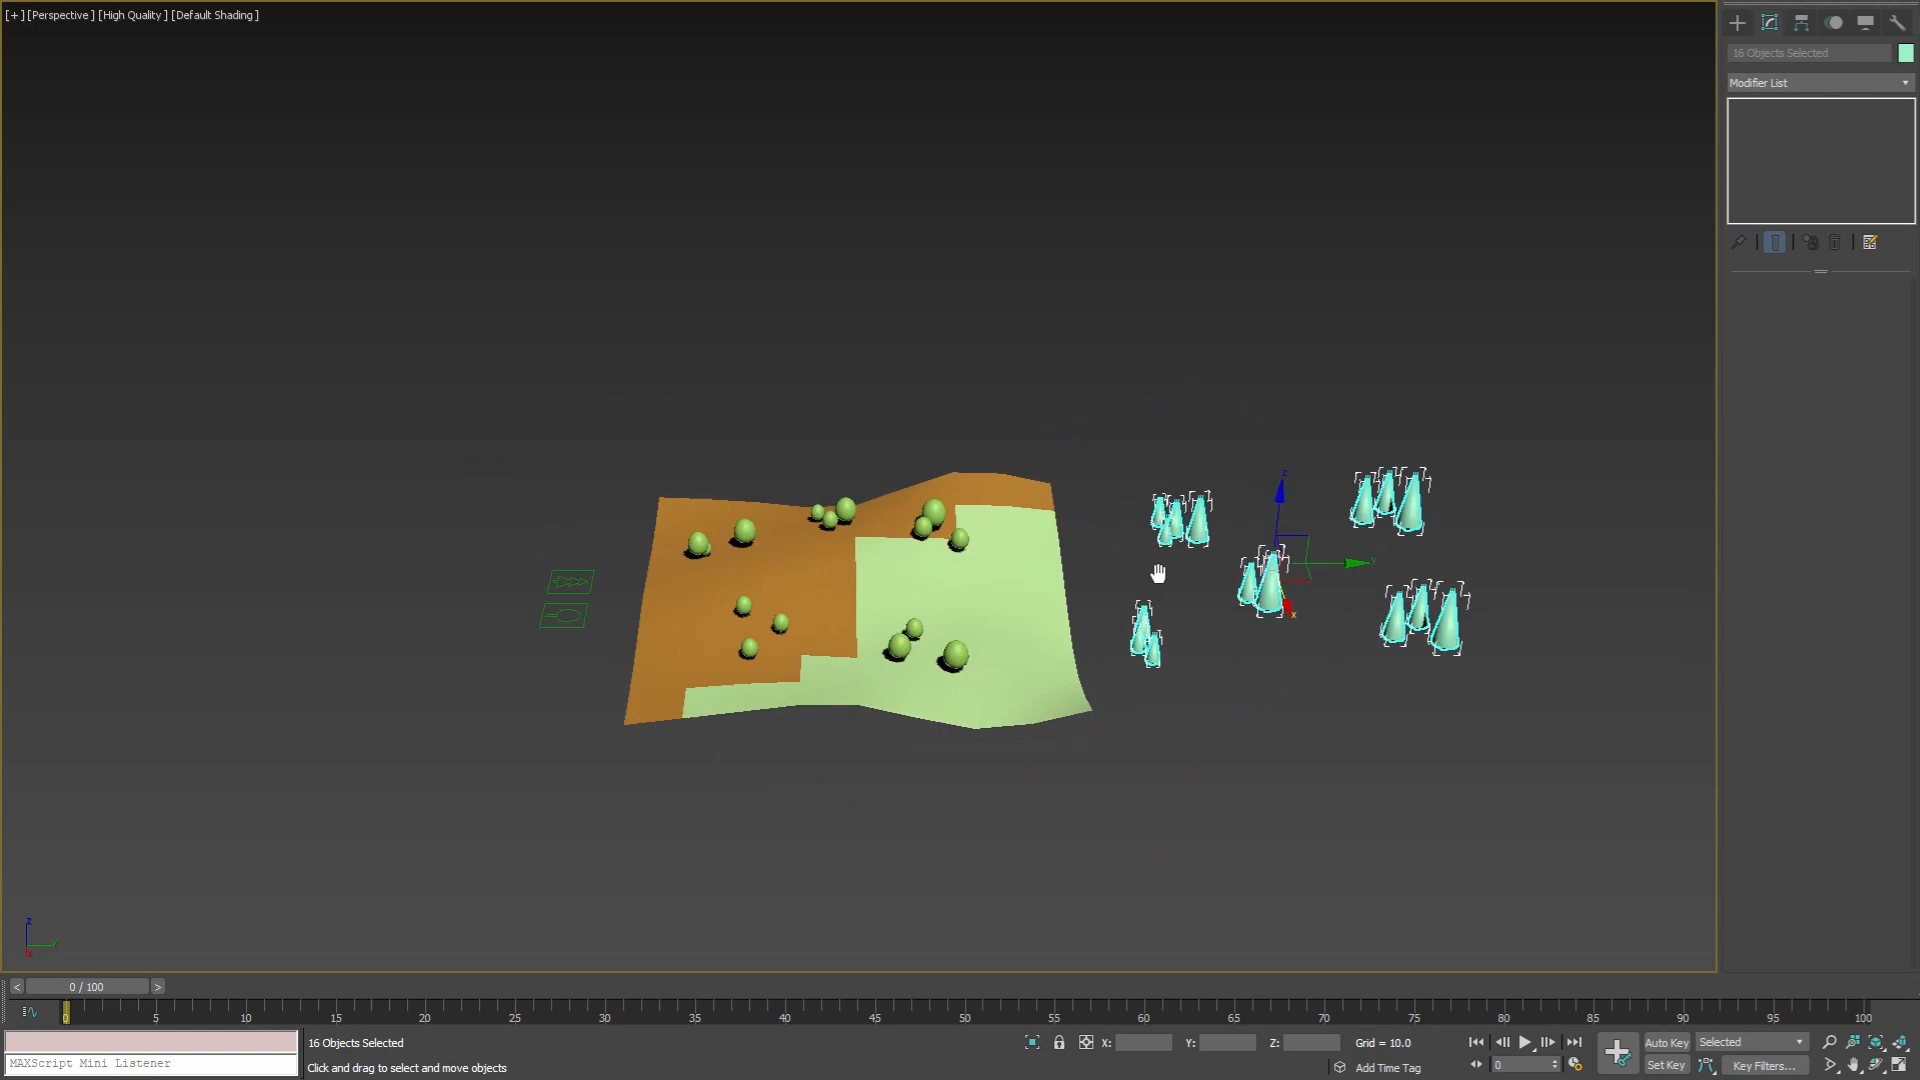 [+] [Perspective ] [High Quality ] [Default Shading ]
16 Objects Selected
Modifier List
z
Y
x
z
y
x
< 0 / 100 >
0 5 10 15 20 25 30 35 40 45 50 55 60 65 70 75 80 85 90 95 100
16 Objects Selected
X: Y: Z: Grid = 10.0
Auto Key Selected
MAXScript Mini Listener
Click and drag to select and move objects
Add Time Tag
0
Set Key Key Filters...